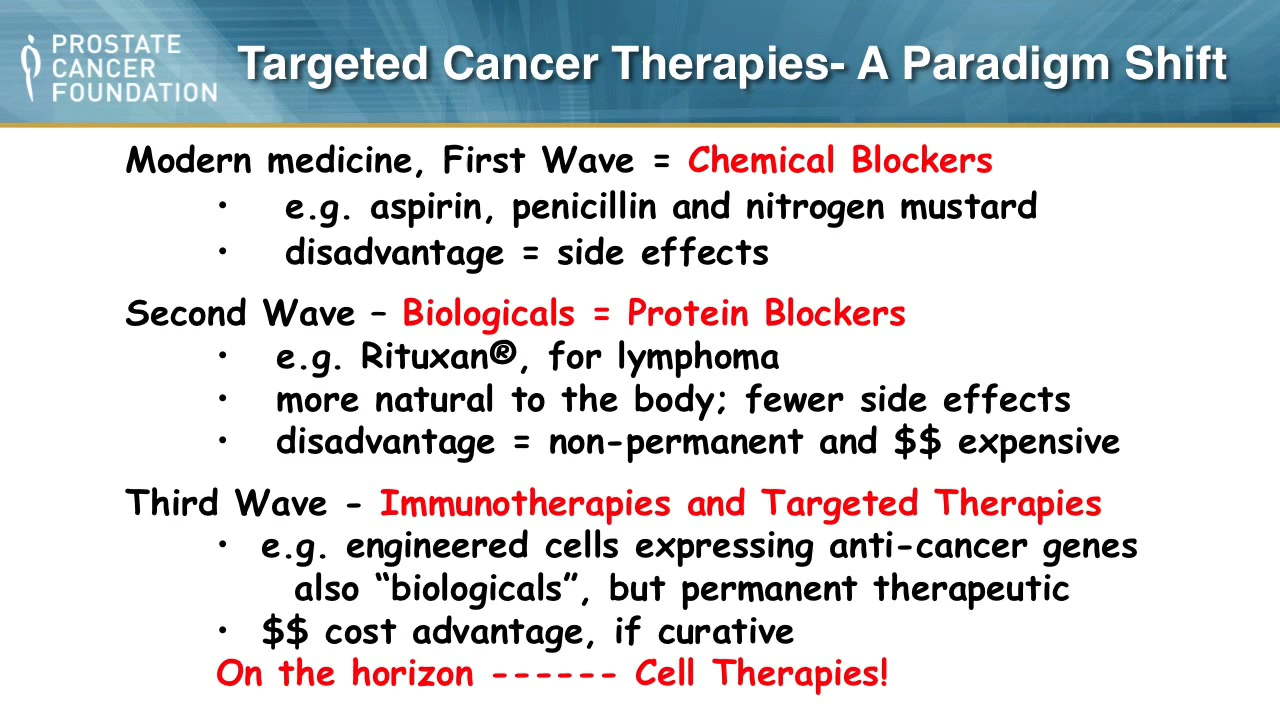 PROSTATE
CANCER
FOUNDATION
Targeted Cancer Therapies- A Paradigm Shift
Modern medicine, First Wave = Chemical Blockers
• e.g. aspirin, penicillin and nitrogen mustard
• disadvantage = side effects
Second Wave – Biologicals = Protein Blockers
• e.g. Rituxan®, for lymphoma
• more natural to the body; fewer side effects
• disadvantage = non-permanent and $$ expensive
Third Wave - Immunotherapies and Targeted Therapies
• e.g. engineered cells expressing anti-cancer genes
also “biologicals”, but permanent therapeutic
• $$ cost advantage, if curative
On the horizon ------ Cell Therapies!